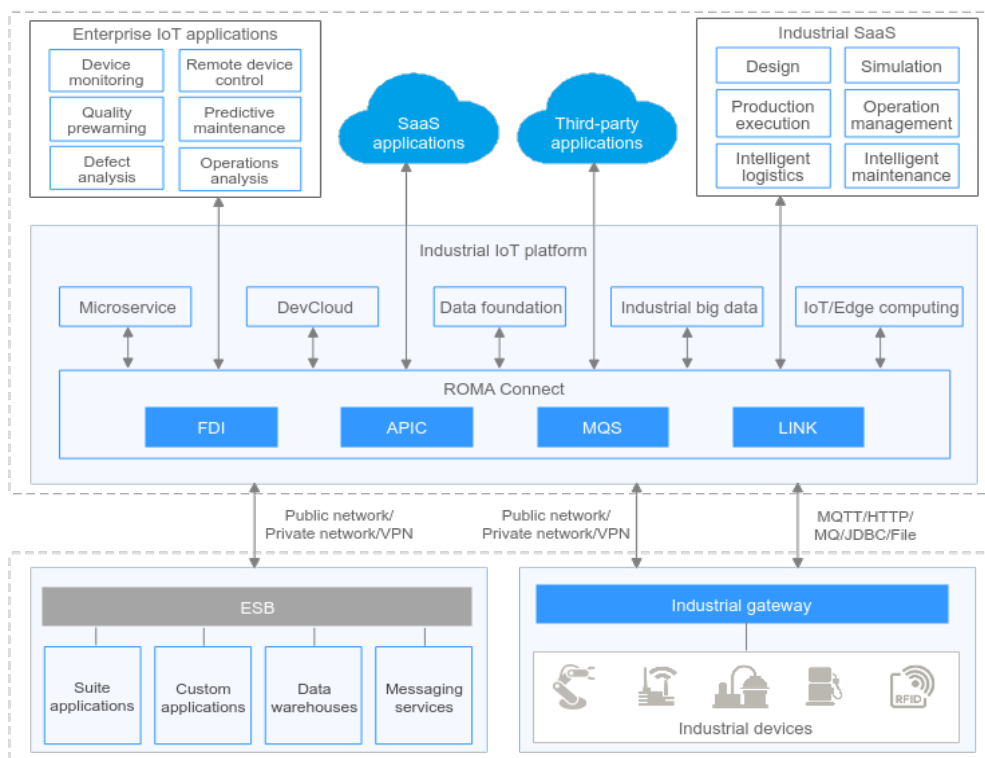 Enterprise IoT applications
Device
monitoring
Remote device
control
Quality
prewarning
Predictive
maintenance
Defect
analysis
Operations
analysis
SaaS
applications
Third-party
applications
Industrial SaaS
Design
Simulation
Production
execution
Operation
management
Intelligent
logistics
Intelligent
maintenance
Industrial IoT platform
Microservice
DevCloud
Data foundation
Industrial big data
IoT/Edge computing
ROMA Connect
FDI
APIC
MQS
LINK
Public network/
Private network/VPN
Public network/
Private network/VPN
MQTT/HTTP/
MQ/JDBC/File
ESB
Suite
applications
Custom
applications
Data
warehouses
Messaging
services
Industrial gateway
RFID
Industrial devices